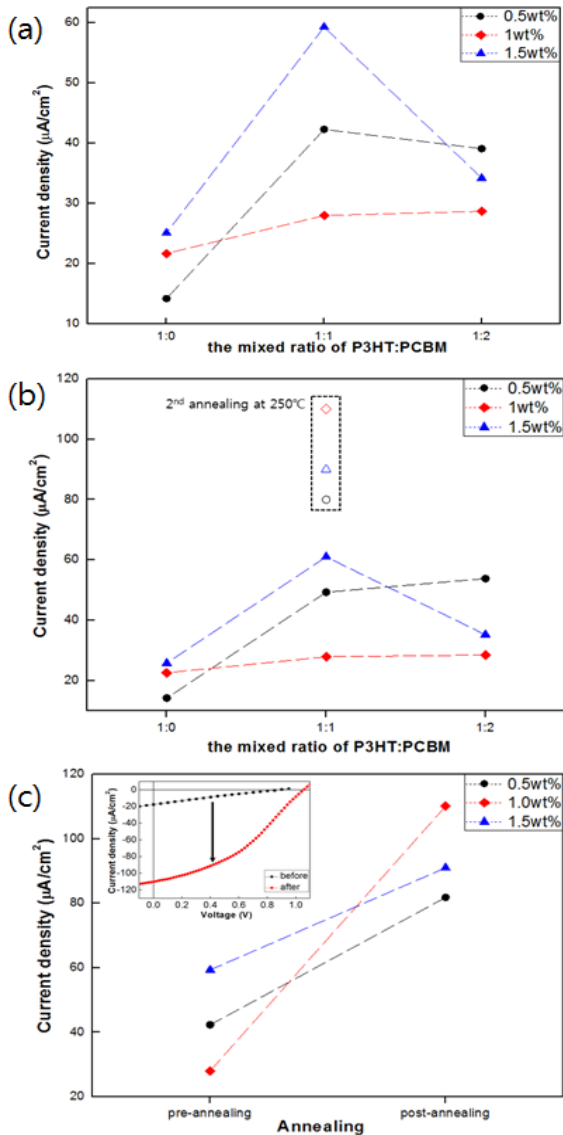 (a)
60
50
40
30
20
10
Current density (μA/cm²)
0.5wt%
1wt%
1.5wt%
1:0
1:1
1:2
the mixed ratio of P3HT:PCBM
(b)
120
100
80
60
40
20
Current density (μA/cm²)
2nd annealing at 250℃
0.5wt%
1wt%
1.5wt%
1:0
1:1
1:2
the mixed ratio of P3HT:PCBM
(c)
120
100
80
60
40
20
Current density (μA/cm²)
0.5wt%
1.0wt%
1.5wt%
0
-20
-40
-60
-80
-100
-120
Current density (μA/cm²)
before
after
0.0 0.2 0.4 0.6 0.8 1.0
Voltage (V)
pre-annealing
post-annealing
Annealing